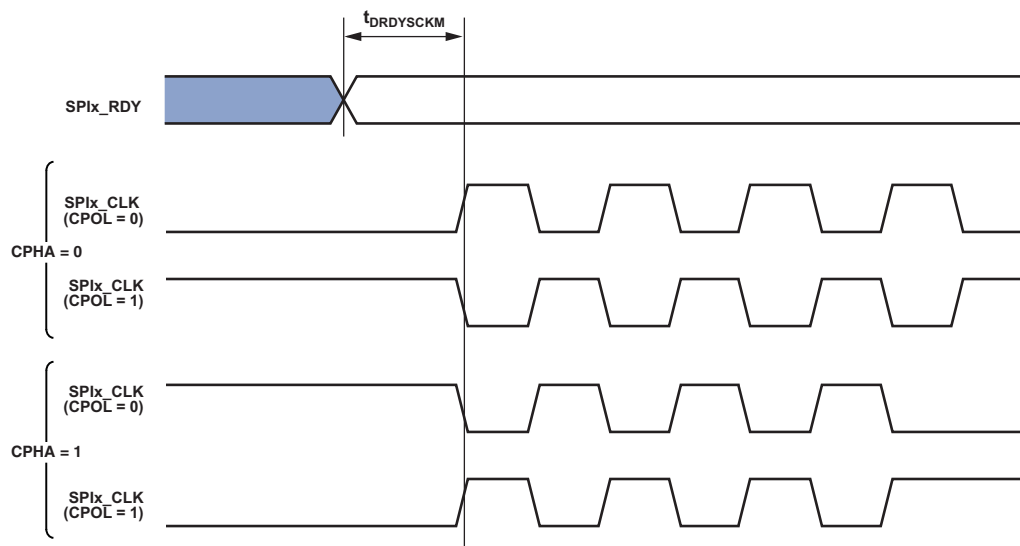 tDRDYSCKM
SPIx_RDY
SPIx_CLK
(CPOL = 0)
CPHA = 0
SPIx_CLK
(CPOL = 1)
SPIx_CLK
(CPOL = 0)
CPHA = 1
SPIx_CLK
(CPOL = 1)